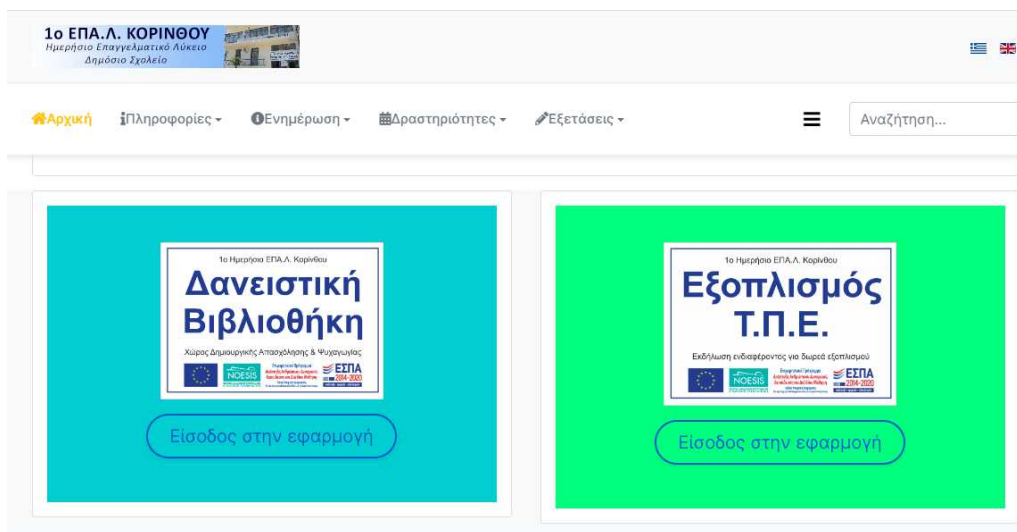 1ο ΕΠΑ.Λ. ΚΟΡΙΝΘΟΥ
Ημερήσιο Επαγγελματικό Λύκειο
Δημόσιο Σχολείο
Αρχική Πληροφορίες Ενημέρωση Δραστηριότητες Εξετάσεις Αναζήτηση...
1ο Ημερήσιο ΕΠΑ.Λ. Κορίνθου
Δανειστική
Βιβλιοθήκη
Χώρος Δημιουργικής Απασχόλησης & Ψυχαγωγίας
NOESIS
ΕΣΠΑ
2014-2020
Είσοδος στην εφαρμογή
1ο Ημερήσιο ΕΠΑ.Λ. Κορίνθου
Εξοπλισμός
Τ.Π.Ε.
Εκδήλωση ενδιαφέροντος για δωρεά εξοπλισμού
NOESIS
ΕΣΠΑ
2014-2020
Είσοδος στην εφαρμογή